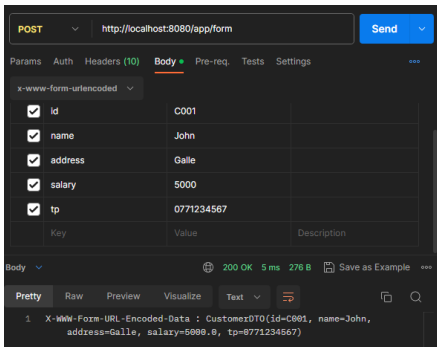 POST http://localhost:8080/app/form Send
Params Auth Headers (10) Body Pre-req. Tests Settings
x-www-form-urlencoded
id C001
name John
address Galle
salary 5000
tp 0771234567
Key Value Description
Body 200 OK 5 ms 276 B Save as Example
Pretty Raw Preview Visualize Text
1 X-WWW-Form-URL-Encoded-Data : CustomerDTO(id=C001, name=John,
address=Galle, salary=5000.0, tp=0771234567)